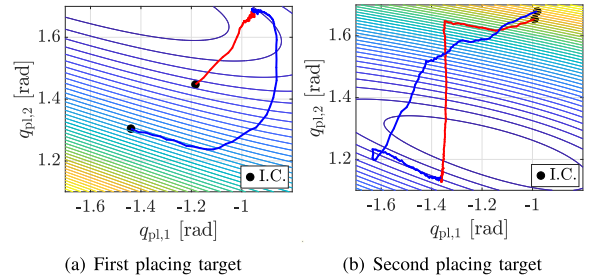 1.6
1.4
1.2
q_pl,2 [rad]
-1.6 -1.4 -1.2 -1
q_pl,1 [rad]
I.C.
(a) First placing target
1.6
1.4
1.2
q_pl,2 [rad]
-1.6 -1.4 -1.2 -1
q_pl,1 [rad]
I.C.
(b) Second placing target